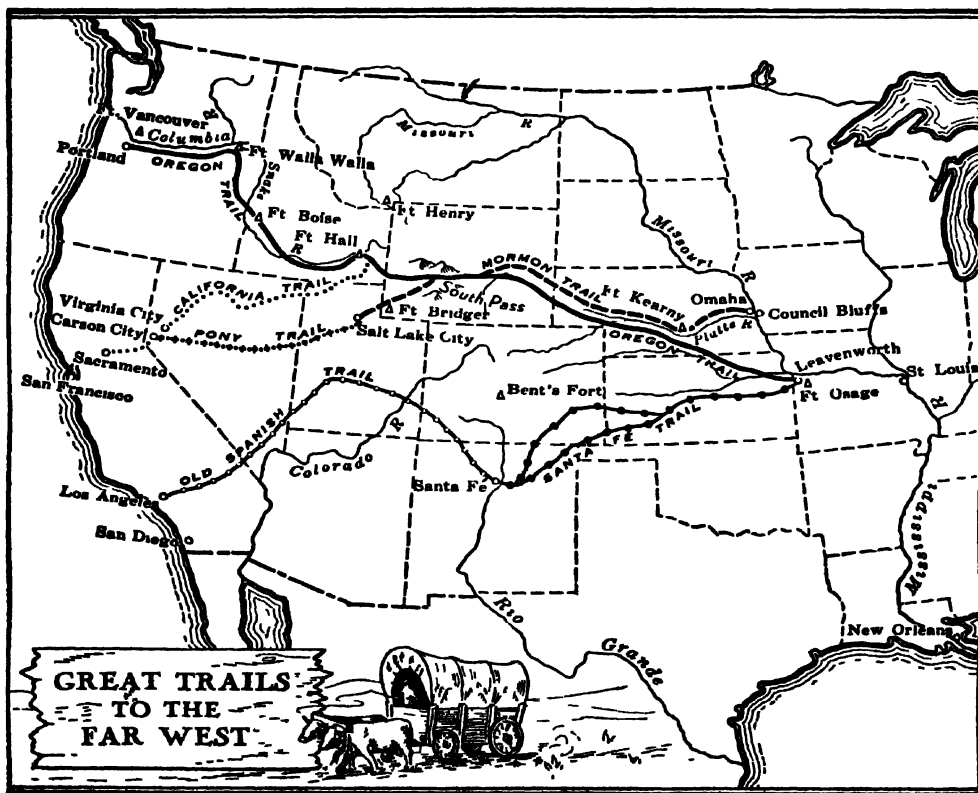 Vancouver
Columbia
R
Portland
OREGON
TRAIL
Ft Walla Walla
Snake
R
Ft Boise
Ft Hall
Ft Henry
Missouri
R
Missouri
R
MORMON TRAIL
South Pass
Ft Kearny
Omaha
Council Bluffs
Platte R
OREGON TRAIL
CALIFORNIA TRAIL
Virginia City
Carson City
PONY TRAIL
Ft Bridger
Salt Lake City
Sacramento
San Francisco
Leavenworth
St Louis
Ft Osage
R
Mississippi
Bent's Fort
TRAIL
OLD SPANISH
Colorado
R
SANTA FE TRAIL
Santa Fé
Los Angeles
San Diego
Rio
Grande
New Orleans
GREAT TRAILS
TO THE
FAR WEST